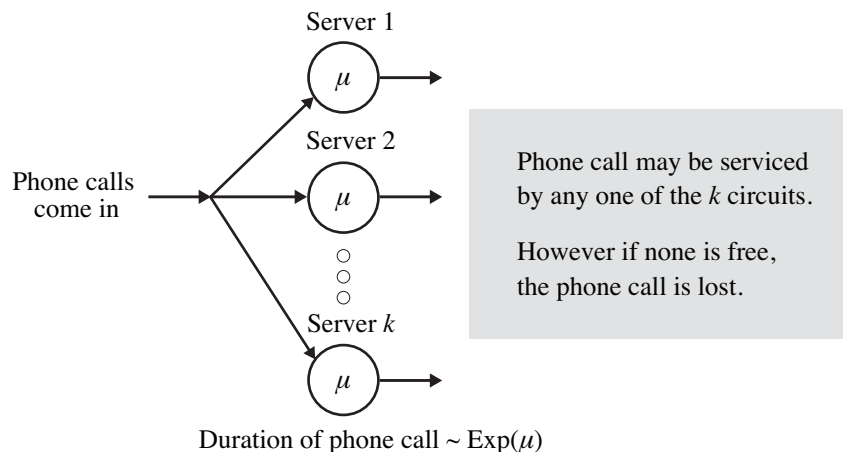 Server 1
μ
Server 2
μ
Phone calls
come in
Server k
μ
Duration of phone call ~ Exp(μ)
Phone call may be serviced
by any one of the k circuits.
However if none is free,
the phone call is lost.